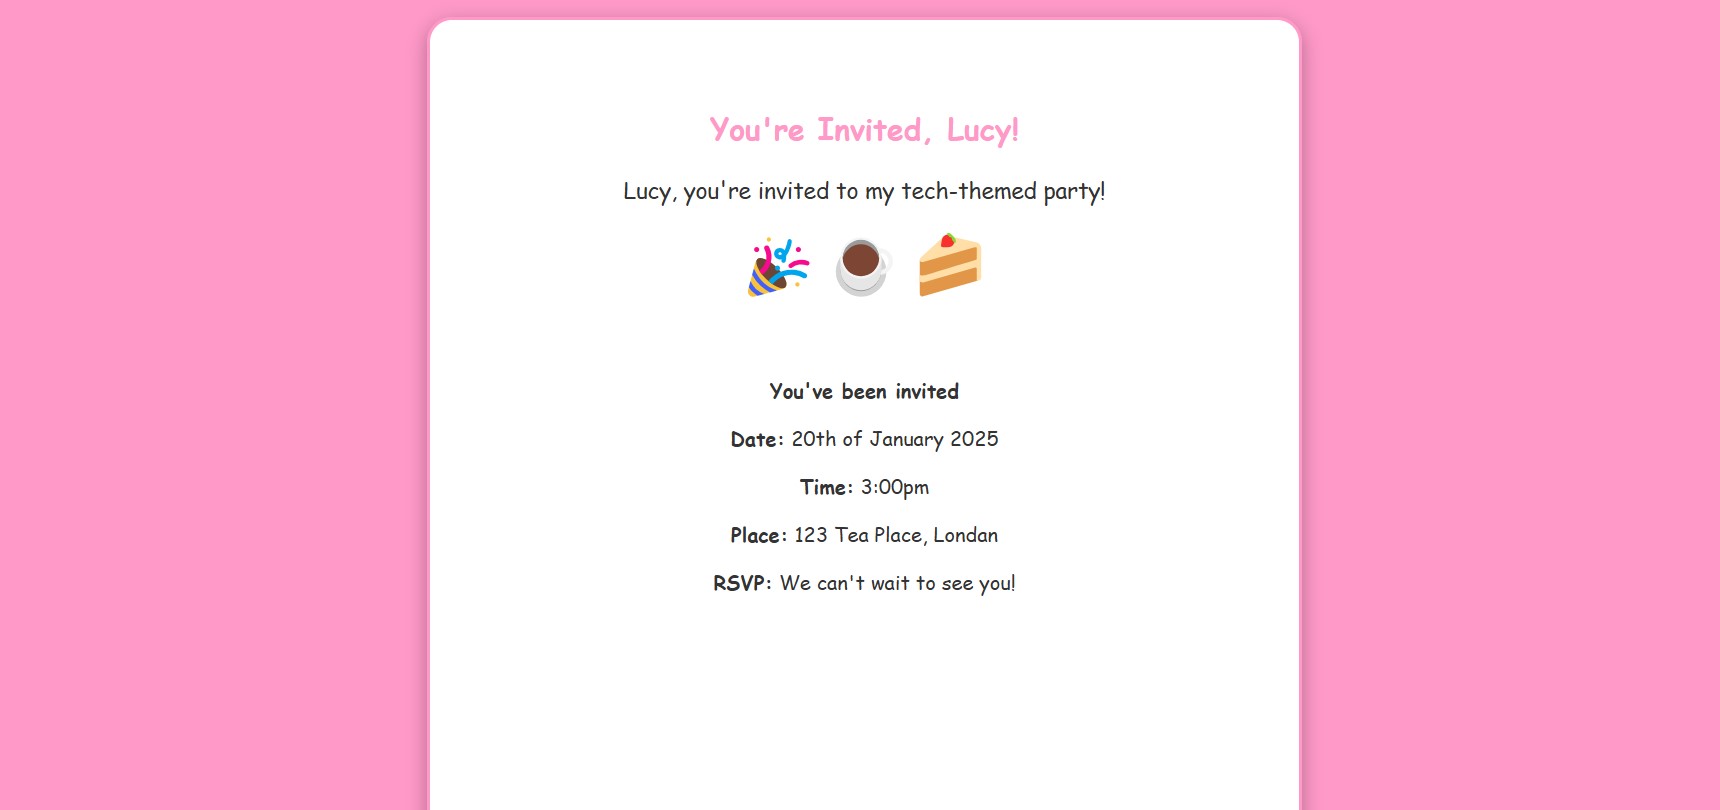 You're Invited, Lucy!
Lucy, you're invited to my tech-themed party!
You've been invited
Date: 20th of January 2025
Time: 3:00pm
Place: 123 Tea Place, Londan
RSVP: We can't wait to see you!